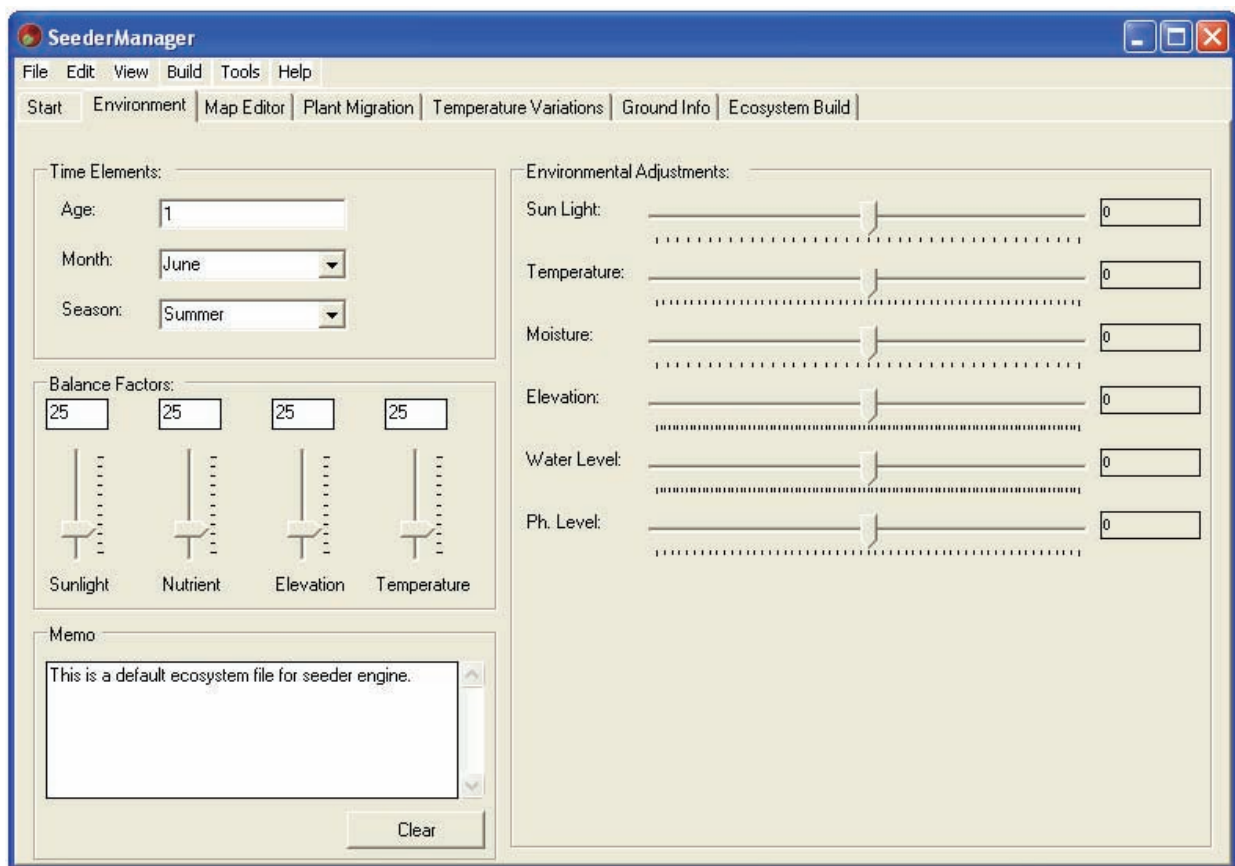 SeederManager
File Edit View Build Tools Help
Start Environment Map Editor Plant Migration Temperature Variations Ground Info Ecosystem Build
Time Elements:
Age: 1
Month: June
Season: Summer
Balance Factors:
25 25 25 25
Sunlight Nutrient Elevation Temperature
Memo
This is a default ecosystem file for seeder engine.
Clear
Environmental Adjustments:
Sun Light: 0
Temperature: 0
Moisture: 0
Elevation: 0
Water Level: 0
Ph. Level: 0